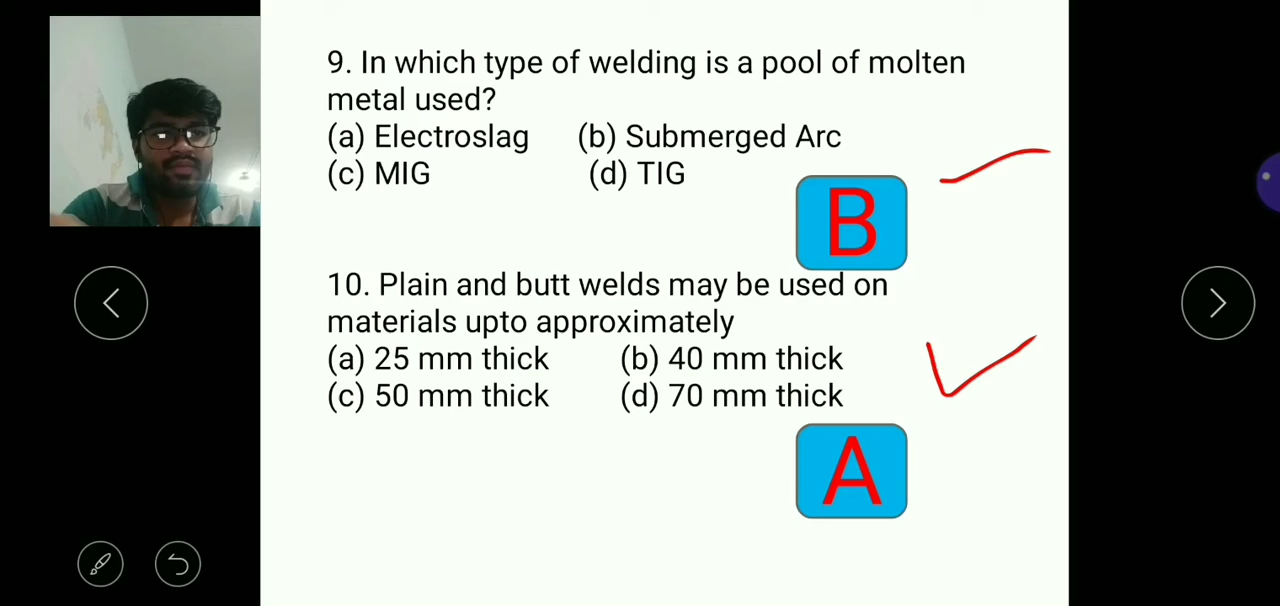 9. In which type of welding is a pool of molten
metal used?
(a) Electroslag (b) Submerged Arc
(c) MIG (d) TIG
B
10. Plain and butt welds may be used on
materials upto approximately
(a) 25 mm thick (b) 40 mm thick
(c) 50 mm thick (d) 70 mm thick
A